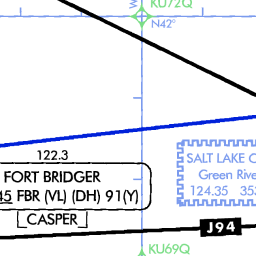 KU72Q
N42°
122.3
FORT BRIDGER
45 FBR (VL) (DH) 91(Y)
CASPER
SALT LAKE
Green
124.35
J94
KU69Q